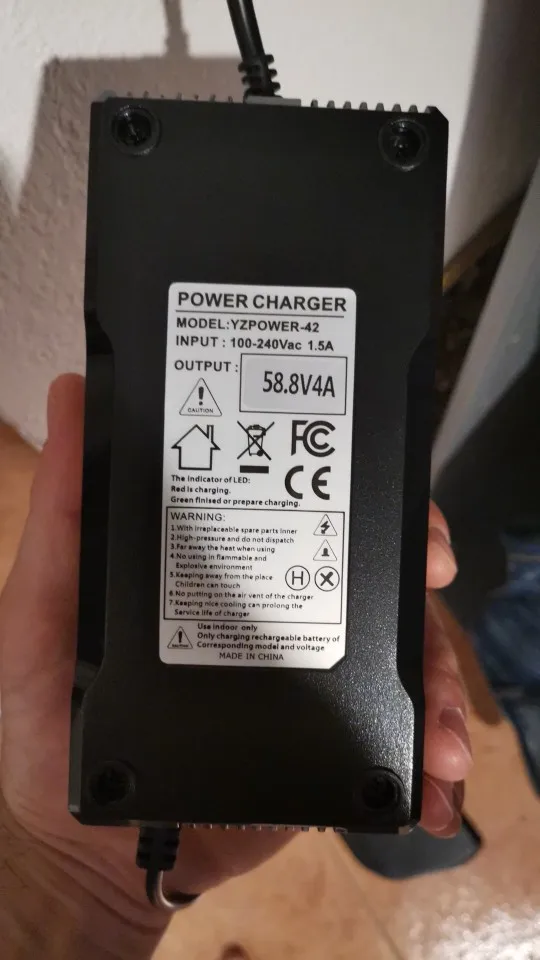 POWER CHARGER
MODEL:YZPOWER-42
INPUT : 100-240Vac 1.5A
OUTPUT :
58.8V4A
CAUTION
FC
CE
The indicator of LED:
Red is charging.
Green finised or prepare charging.
WARNING:
1.With irreplaceable spare parts inner
2.High-pressure and do not dispatch
3.Far away the heat when using
4.No using in flammable and
Explosive environment
5.Keeping away from the place
Children can touch
H
6.No putting on the air vent of the charger
7.Keeping nice cooling can prolong the
Service life of charger
CAUTION
Use indoor only
Only charging rechargeable battery of
Corresponding model and voltage
MADE IN CHINA